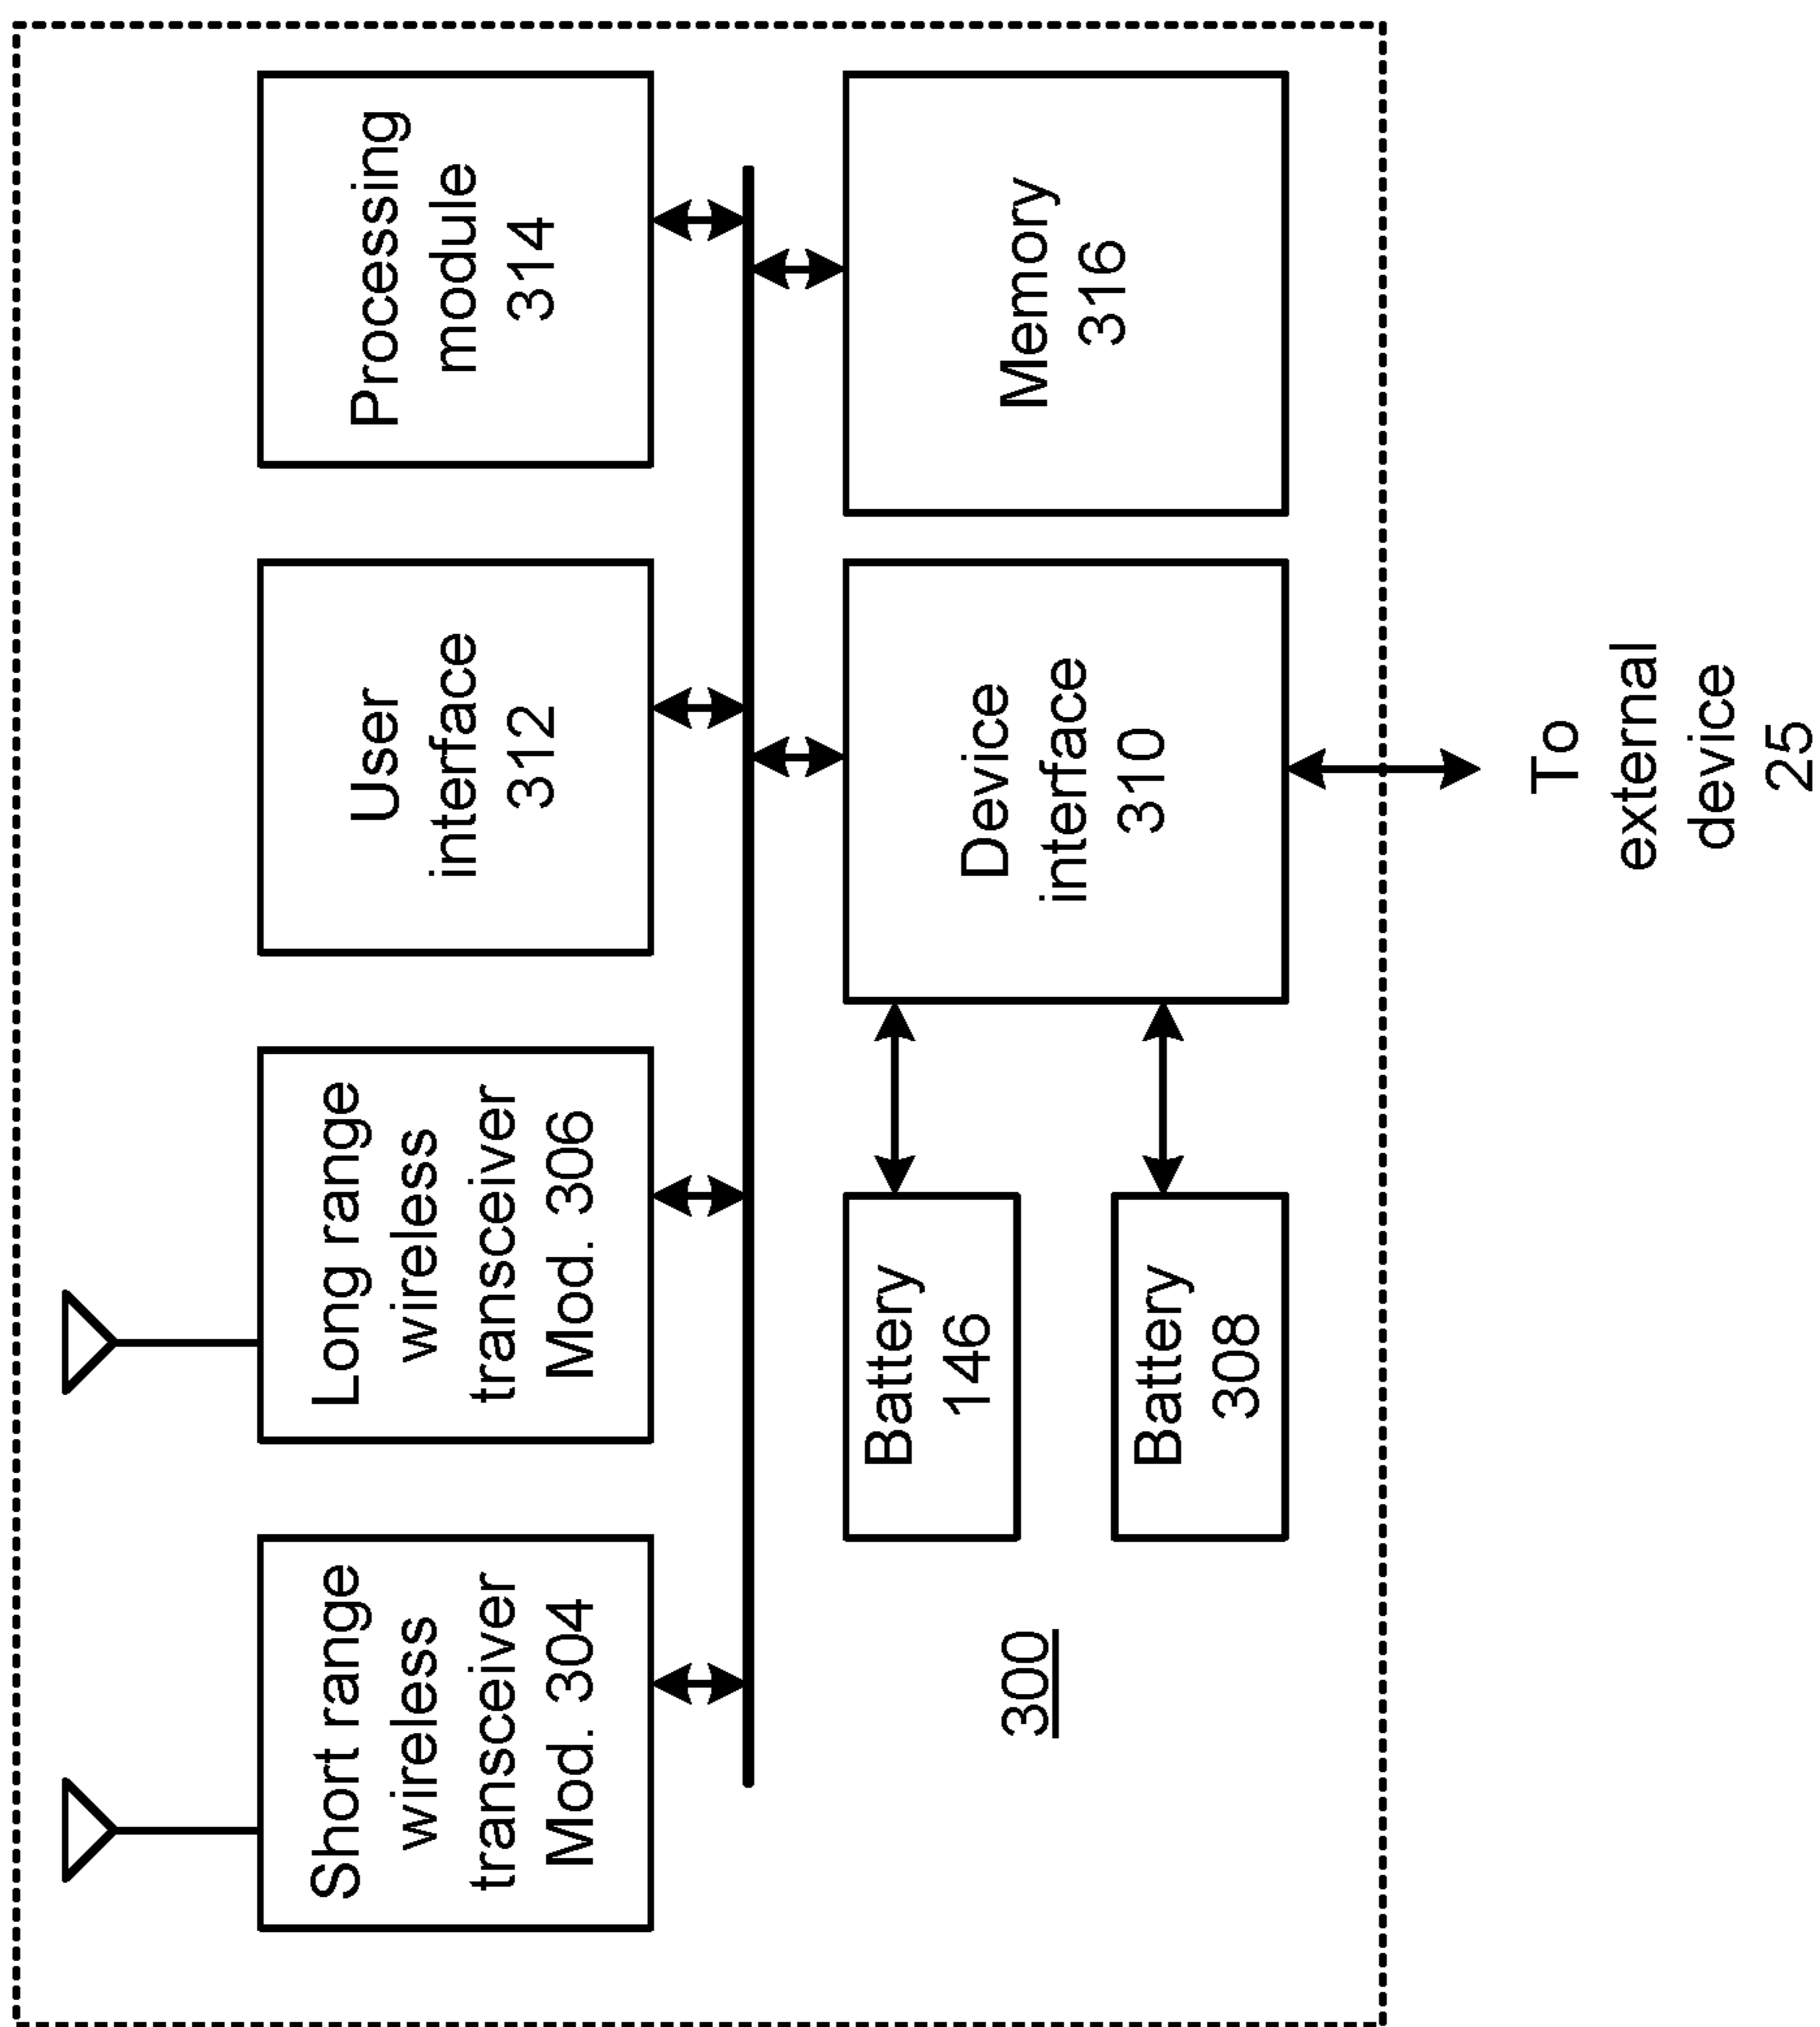 Short range
wireless
transceiver
Mod. 304
Long range
wireless
transceiver
Mod. 306
User
interface
312
Processing
module
314
Battery
146
Battery
308
Device
interface
310
Memory
316
300
To
external
device
25